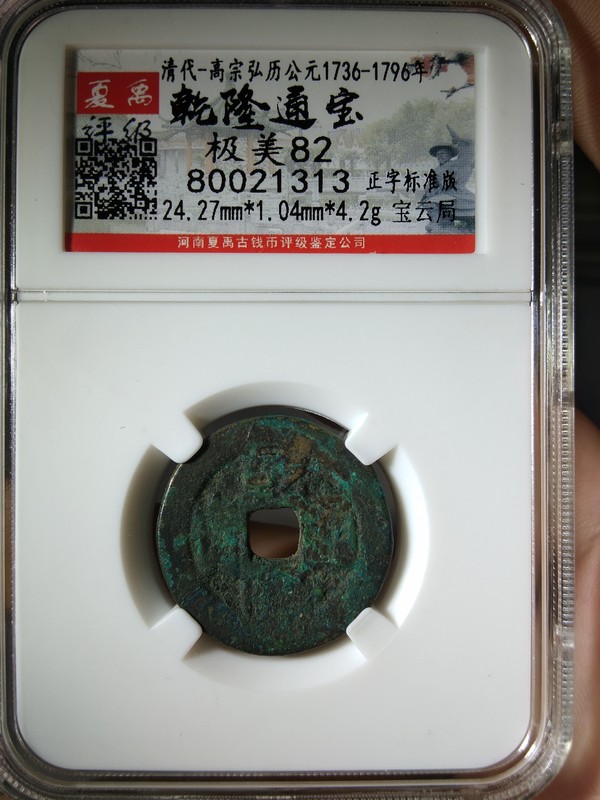 清代-高宗弘历公元1736-1796年
夏禹
评级
乾隆通宝
极美82
80021313 正字标准版
24.27mm*1.04mm*4.2g 宝云局
河南夏禹古钱币评级鉴定公司